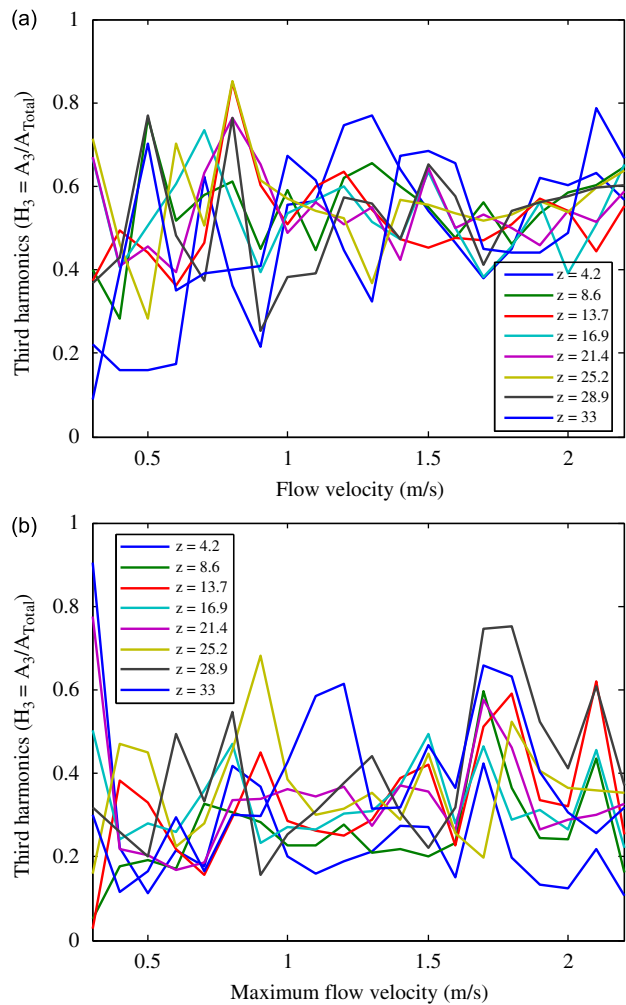 (a)
1
0.8
0.6
0.4
0.2
0
Third harmonics (H3 = A3/ATotal)
z = 4.2
z = 8.6
z = 13.7
z = 16.9
z = 21.4
z = 25.2
z = 28.9
z = 33
0.5 1 1.5 2
Flow velocity (m/s)
(b)
1
0.8
0.6
0.4
0.2
0
Third harmonics (H3 = A3/ATotal)
z = 4.2
z = 8.6
z = 13.7
z = 16.9
z = 21.4
z = 25.2
z = 28.9
z = 33
0.5 1 1.5 2
Maximum flow velocity (m/s)